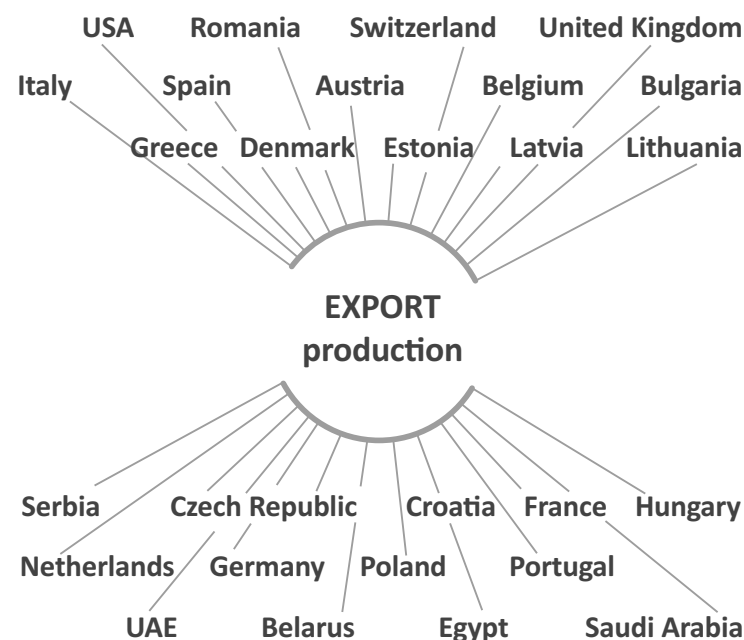 USA Romania Switzerland United Kingdom
Italy Spain Austria Belgium Bulgaria
Greece Denmark Estonia Latvia Lithuania
EXPORT
production
Serbia Czech Republic Croatia France Hungary
Netherlands Germany Poland Portugal
UAE Belarus Egypt Saudi Arabia